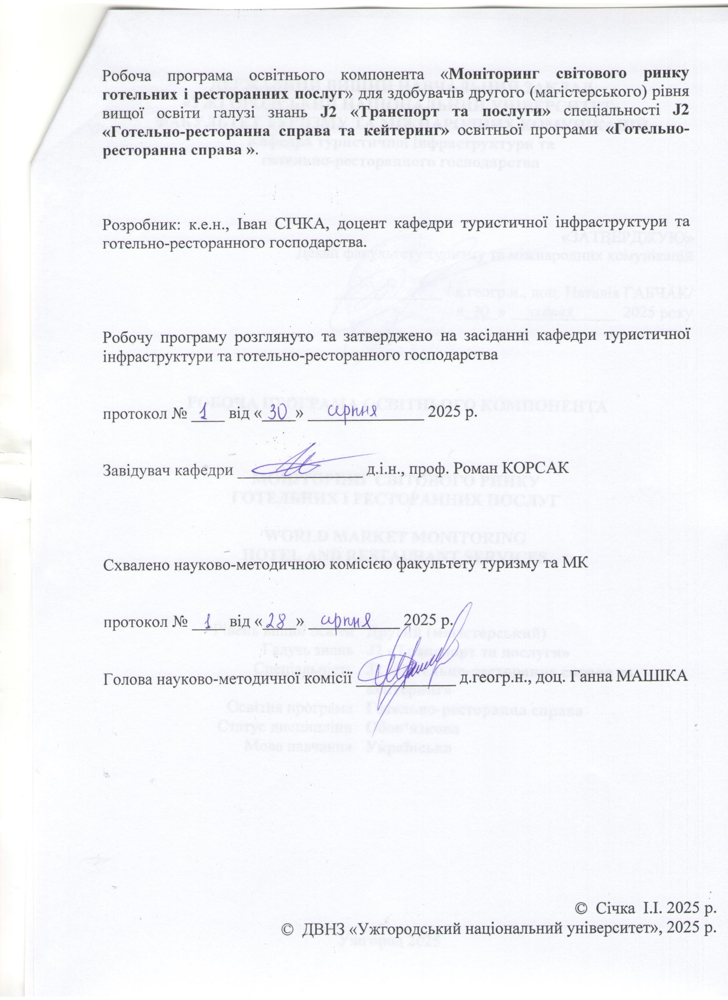 Робоча програма освітнього компонента «Моніторинг світового ринку
готельних і ресторанних послуг» для здобувачів другого (магістерського) рівня
вищої освіти галузі знань J2 «Транспорт та послуги» спеціальності J2
«Готельно-ресторанна справа та кейтеринг» освітньої програми «Готельно-
ресторанна справа ».
Розробник: к.е.н., Іван СІЧКА, доцент кафедри туристичної інфраструктури та
готельно-ресторанного господарства.
Робочу програму розглянуто та затверджено на засіданні кафедри туристичної
інфраструктури та готельно-ресторанного господарства
протокол № 1 від «30» серпня 2025 р.
Завідувач кафедри ______________ д.і.н., проф. Роман КОРСАК
Схвалено науково-методичною комісією факультету туризму та МК
протокол № 1 від «28» серпня 2025 р.
Голова науково-методичної комісії ____________ д.геогр.н., доц. Ганна МАШІКА
© Січка І.І. 2025 р.
© ДВНЗ «Ужгородський національний університет», 2025 р.